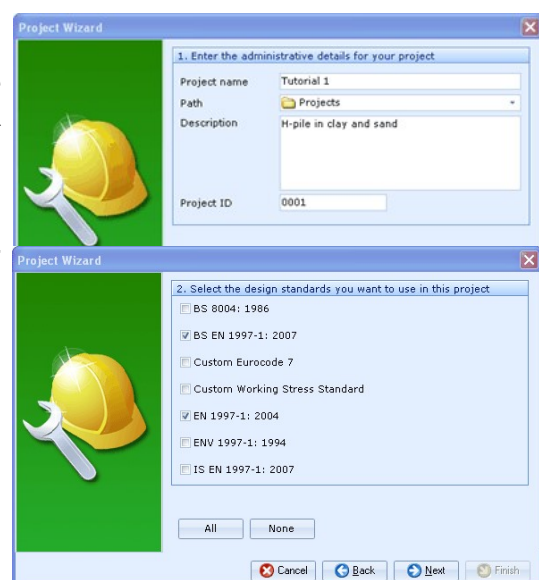 Project Wizard
1. Enter the administrative details for your project
Project name Tutorial 1
Path Projects
Description H-pile in clay and sand
Project ID 0001
Project Wizard
2. Select the design standards you want to use in this project
BS 8004: 1986
BS EN 1997-1: 2007
Custom Eurocode 7
Custom Working Stress Standard
EN 1997-1: 2004
ENV 1997-1: 1994
IS EN 1997-1: 2007
All None
Cancel Back Next Finish